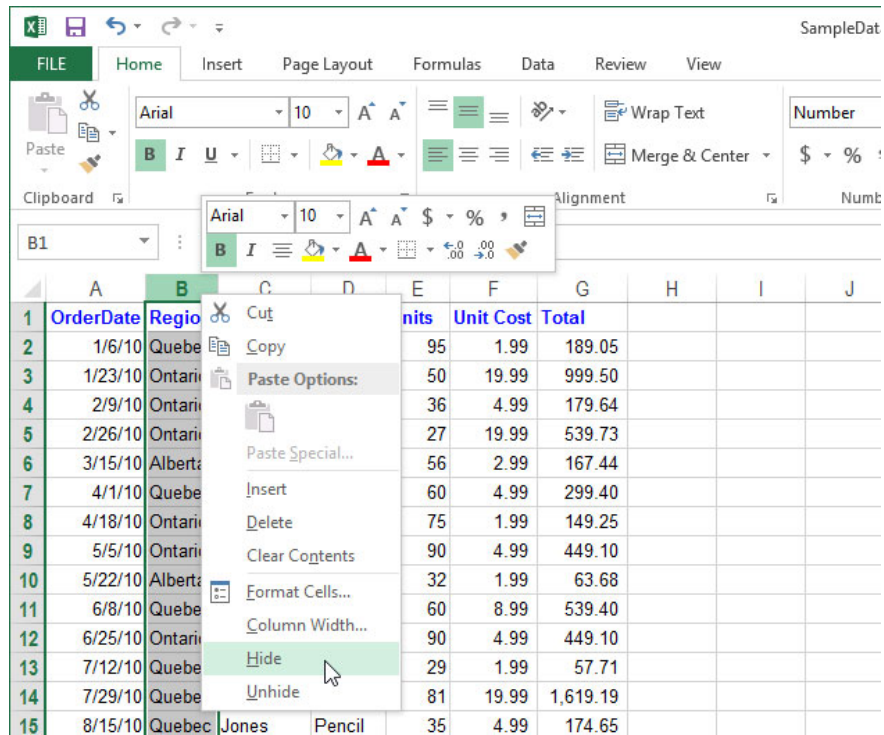 SampleDat
FILE Home Insert Page Layout Formulas Data Review View
Arial 10 A A Wrap Text Number
Paste B I U A Merge & Center $ %
Clipboard Alignment Numb
Arial 10 A A $ % ,
B1 B I A .0 .00 .00 .0
A B C D E F G H I J
1 OrderDate Regio nits Unit Cost Total
Cut
2 1/6/10 Quebe 95 1.99 189.05
Copy
3 1/23/10 Ontari 50 19.99 999.50
Paste Options:
4 2/9/10 Ontari 36 4.99 179.64
5 2/26/10 Ontari 27 19.99 539.73
Paste Special...
6 3/15/10 Alberta 56 2.99 167.44
7 4/1/10 Quebe 60 4.99 299.40
Insert
8 4/18/10 Ontari 75 1.99 149.25
Delete
9 5/5/10 Ontari 90 4.99 449.10
Clear Contents
10 5/22/10 Alberta 32 1.99 63.68
Format Cells...
11 6/8/10 Quebe 60 8.99 539.40
Column Width...
12 6/25/10 Ontari 90 4.99 449.10
Hide
13 7/12/10 Quebe 29 1.99 57.71
Unhide
14 7/29/10 Quebe 81 19.99 1,619.19
15 8/15/10 Quebec Jones Pencil 35 4.99 174.65